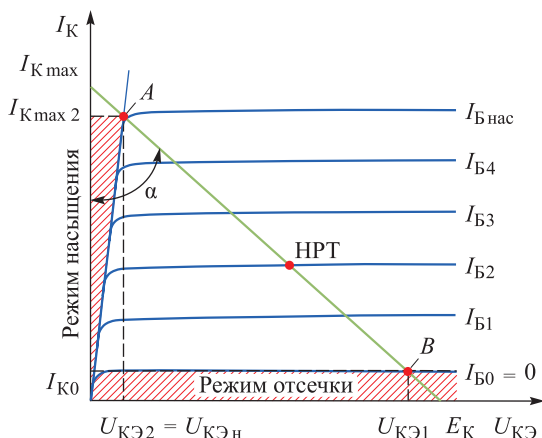 I_К
I_К max
I_К max 2
A
I_Б нас
I_Б4
α
I_Б3
НРТ
I_Б2
Режим насыщения
I_Б1
B
I_К0
Режим отсечки
I_Б0 = 0
U_КЭ2 = U_КЭ н
U_КЭ1
E_К
U_КЭ